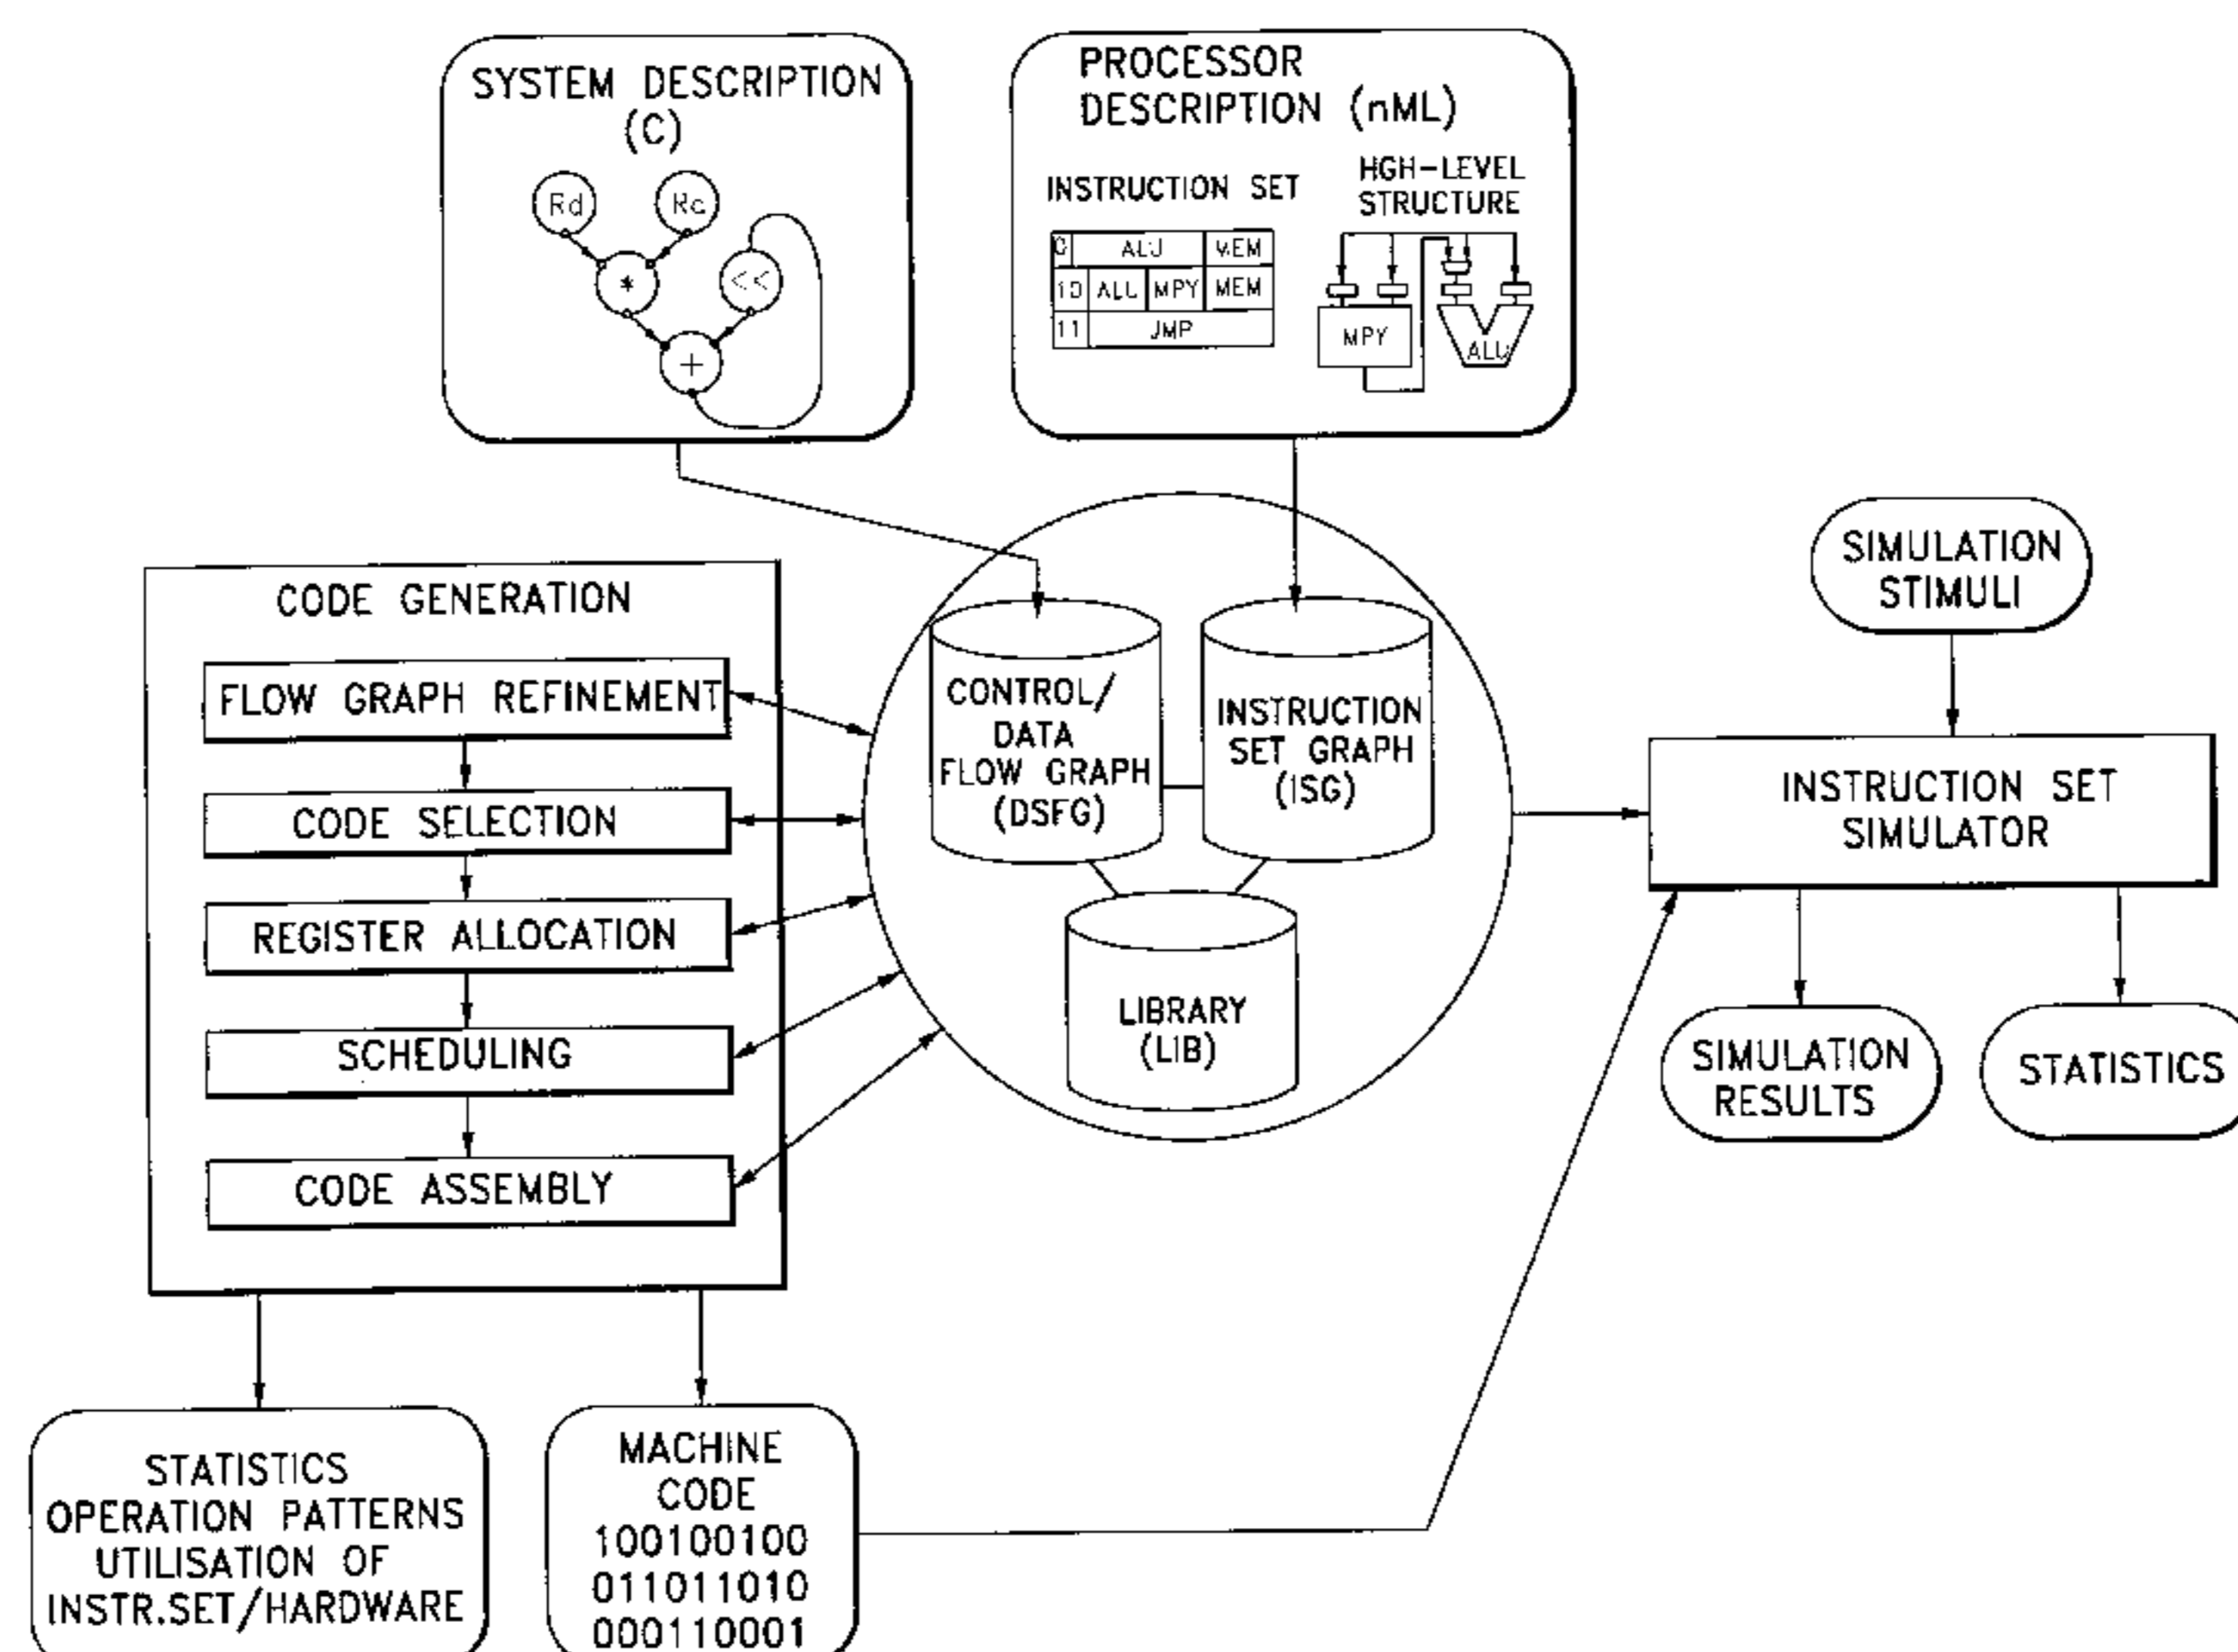 SYSTEM DESCRIPTION
(C)
Rd
Rc
*
<<
+
PROCESSOR
DESCRIPTION (nML)
INSTRUCTION SET
HGH-LEVEL
STRUCTURE
0 ALU MEM
10 ALU MPY MEM
11 JMP
MPY
ALU
CODE GENERATION
FLOW GRAPH REFINEMENT
CODE SELECTION
REGISTER ALLOCATION
SCHEDULING
CODE ASSEMBLY
CONTROL/
DATA
FLOW GRAPH
(DSFG)
INSTRUCTION
SET GRAPH
(ISG)
LIBRARY
(LIB)
SIMULATION
STIMULI
INSTRUCTION SET
SIMULATOR
SIMULATION
RESULTS
STATISTICS
STATISTICS
OPERATION PATTERNS
UTILISATION OF
INSTR.SET/HARDWARE
MACHINE
CODE
100100100
011011010
000110001